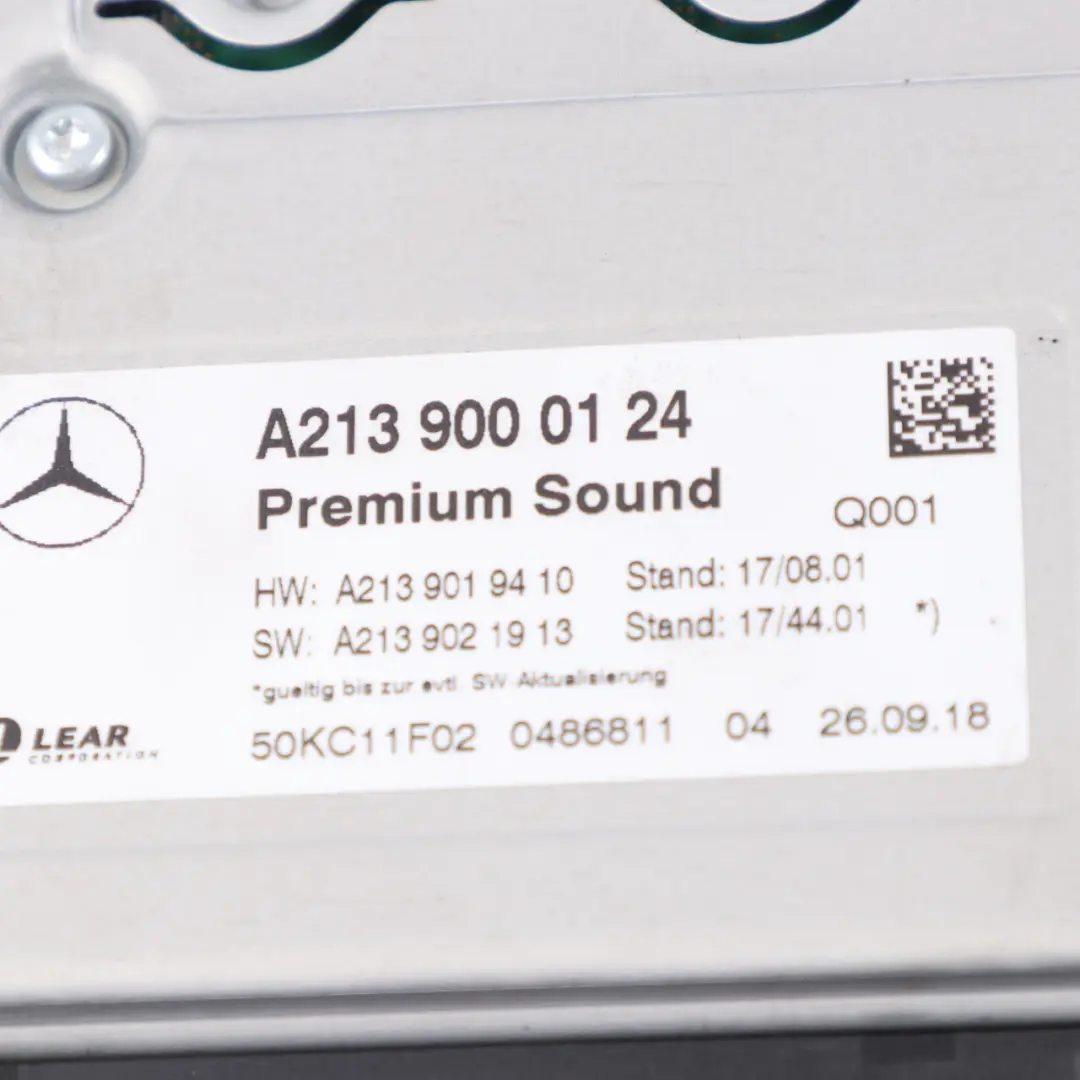 A213 900 01 24
Premium Sound
Q001
HW: A213 901 94 10 Stand: 17/08.01
SW: A213 902 19 13 Stand: 17/44.01 *)
*gueltig bis zur evtl. SW-Aktualisierung
LEAR
CORPORATION
50KC11F02 0486811 04 26.09.18